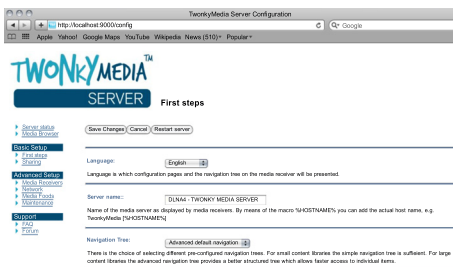 TwonkyMedia Server Configuration
http://localhost:9000/config
Google
Apple Yahoo! Google Maps YouTube Wikipedia News (510) Popular
TWONKYMEDIA™
SERVER
First steps
Server status
Media Browser
Save Changes Cancel Restart server
Basic Setup
First steps
Sharing
Language: English
Language is which configuration pages and the navigation tree on the media receiver will be presented.
Advanced Setup
Media Receivers
Network
Media Feeds
Maintenance
Server name:: DLNA4 - TWONKY MEDIA SERVER
Name of the media server as displayed by media receivers. By means of the macro %HOSTNAME% you can add the actual host name, e.g.
TwonkyMedia [%HOSTNAME%]
Support
FAQ
Forum
Navigation Tree: Advanced default navigation
There is the choice of selecting different pre-configured navigation trees. For small content libraries the simple navigation tree is suffieient. For large
content libraries the advanced navigation tree provides a better structured tree which allows faster access to individual items.